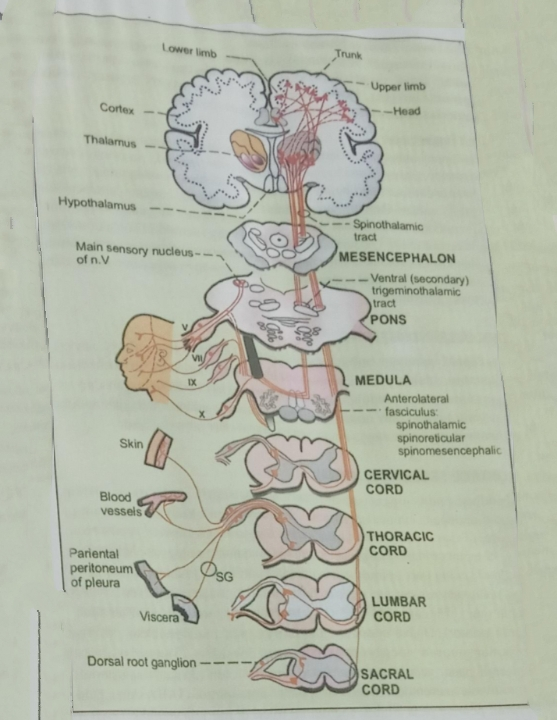 Lower limb
Trunk
Upper limb
Cortex
Head
Thalamus
Hypothalamus
Spinothalamic
tract
Main sensory nucleus
of n.V
MESENCEPHALON
Ventral (secondary)
trigeminothalamic
tract
PONS
V
VII
IX
X
MEDULA
Anterolateral
fasciculus:
spinothalamic
spinoreticular
spinomesencephalic
Skin
CERVICAL
CORD
Blood
vessels
THORACIC
CORD
Pariental
peritoneum
of pleura
SG
Viscera
LUMBAR
CORD
Dorsal root ganglion
SACRAL
CORD